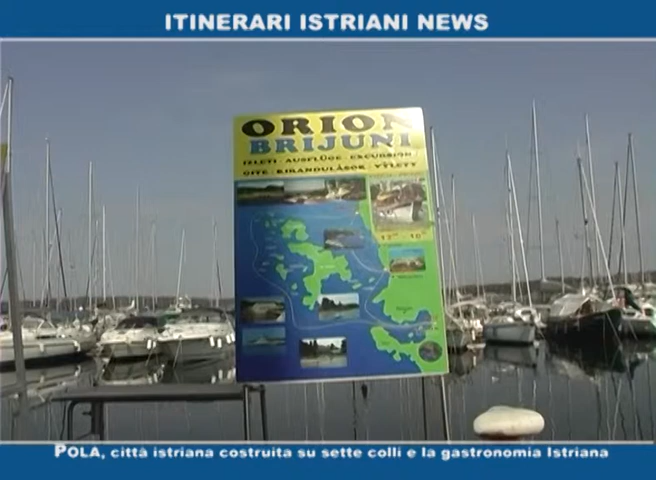 ITINERARI ISTRIANI NEWS
ORION
BRIJUNI
IZLETI · AUSFLÜGE · EXCURSION
GITE · KIRANDULÁSOK · VÝLETY
POLA, città istriana costruita su sette colli e la gastronomia Istriana